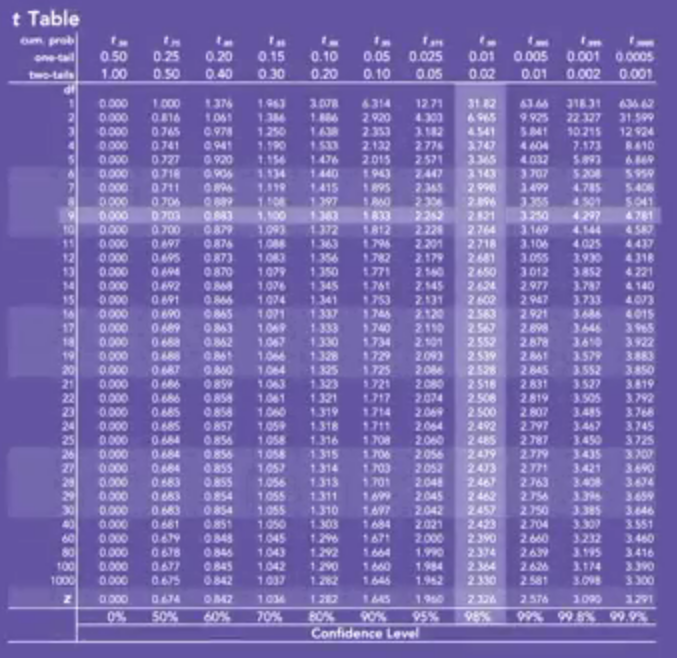 t Table
cum. prob t t t t t t t .975 t t t t
one-tail 0.50 0.25 0.20 0.15 0.10 0.05 0.025 0.01 0.005 0.001 0.0005
two-tails 1.00 0.50 0.40 0.30 0.20 0.10 0.05 0.02 0.01 0.002 0.001
df
1 0.000 1.000 1.376 1.963 3.078 6.314 12.71 31.82 63.66 318.31 636.62
2 0.000 0.816 1.061 1.386 1.886 2.920 4.303 6.965 9.925 22.327 31.599
3 0.000 0.765 0.978 1.250 1.638 2.353 3.182 4.541 5.841 10.215 12.924
4 0.000 0.741 0.941 1.190 1.533 2.132 2.776 3.747 4.604 7.173 8.610
5 0.000 0.727 0.920 1.156 1.476 2.015 2.571 3.365 4.032 5.893 6.869
6 0.000 0.718 0.906 1.134 1.440 1.943 2.447 3.143 3.707 5.208 5.959
7 0.000 0.711 0.896 1.119 1.415 1.895 2.365 2.998 3.499 4.785 5.408
8 0.000 0.706 0.889 1.108 1.397 1.860 2.306 2.896 3.355 4.501 5.041
9 0.000 0.703 0.883 1.100 1.383 1.833 2.262 2.821 3.250 4.297 4.781
10 0.000 0.700 0.879 1.093 1.372 1.812 2.228 2.764 3.169 4.144 4.587
11 0.000 0.697 0.876 1.088 1.363 1.796 2.201 2.718 3.106 4.025 4.437
12 0.000 0.695 0.873 1.083 1.356 1.782 2.179 2.681 3.055 3.930 4.318
13 0.000 0.694 0.870 1.079 1.350 1.771 2.160 2.650 3.012 3.852 4.221
14 0.000 0.692 0.868 1.076 1.345 1.761 2.145 2.624 2.977 3.787 4.140
15 0.000 0.691 0.866 1.074 1.341 1.753 2.131 2.602 2.947 3.733 4.073
16 0.000 0.690 0.865 1.071 1.337 1.746 2.120 2.583 2.921 3.686 4.015
17 0.000 0.689 0.863 1.069 1.333 1.740 2.110 2.567 2.898 3.646 3.965
18 0.000 0.688 0.862 1.067 1.330 1.734 2.101 2.552 2.878 3.610 3.922
19 0.000 0.688 0.861 1.066 1.328 1.729 2.093 2.539 2.861 3.579 3.883
20 0.000 0.687 0.860 1.064 1.325 1.725 2.086 2.528 2.845 3.552 3.850
21 0.000 0.686 0.859 1.063 1.323 1.721 2.080 2.518 2.831 3.527 3.819
22 0.000 0.686 0.858 1.061 1.321 1.717 2.074 2.508 2.819 3.505 3.792
23 0.000 0.685 0.858 1.060 1.319 1.714 2.069 2.500 2.807 3.485 3.768
24 0.000 0.685 0.857 1.059 1.318 1.711 2.064 2.492 2.797 3.467 3.745
25 0.000 0.684 0.856 1.058 1.316 1.708 2.060 2.485 2.787 3.450 3.725
26 0.000 0.684 0.856 1.058 1.315 1.706 2.056 2.479 2.779 3.435 3.707
27 0.000 0.684 0.855 1.057 1.314 1.703 2.052 2.473 2.771 3.421 3.690
28 0.000 0.683 0.855 1.056 1.313 1.701 2.048 2.467 2.763 3.408 3.674
29 0.000 0.683 0.854 1.055 1.311 1.699 2.045 2.462 2.756 3.396 3.659
30 0.000 0.683 0.854 1.055 1.310 1.697 2.042 2.457 2.750 3.385 3.646
40 0.000 0.681 0.851 1.050 1.303 1.684 2.021 2.423 2.704 3.307 3.551
60 0.000 0.679 0.848 1.045 1.296 1.671 2.000 2.390 2.660 3.232 3.460
80 0.000 0.678 0.846 1.043 1.292 1.664 1.990 2.374 2.639 3.195 3.416
100 0.000 0.677 0.845 1.042 1.290 1.660 1.984 2.364 2.626 3.174 3.390
1000 0.000 0.675 0.842 1.037 1.282 1.646 1.962 2.330 2.581 3.098 3.300
z 0.000 0.674 0.842 1.036 1.282 1.645 1.960 2.326 2.576 3.090 3.291
0% 50% 60% 70% 80% 90% 95% 98% 99% 99.8% 99.9%
Confidence Level